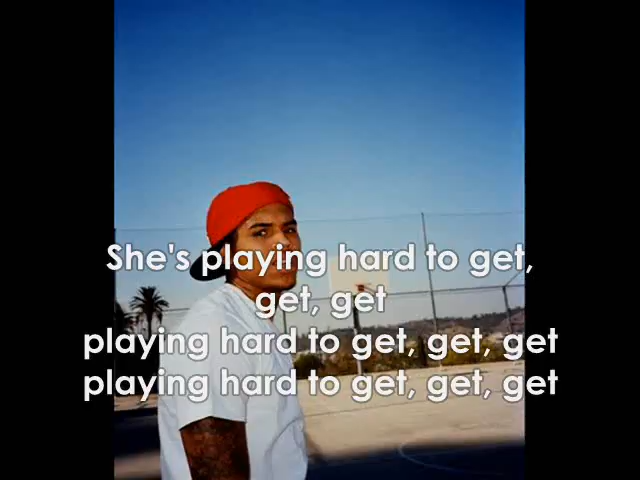 She's playing hard to get,
get, get
playing hard to get, get, get
playing hard to get, get, get